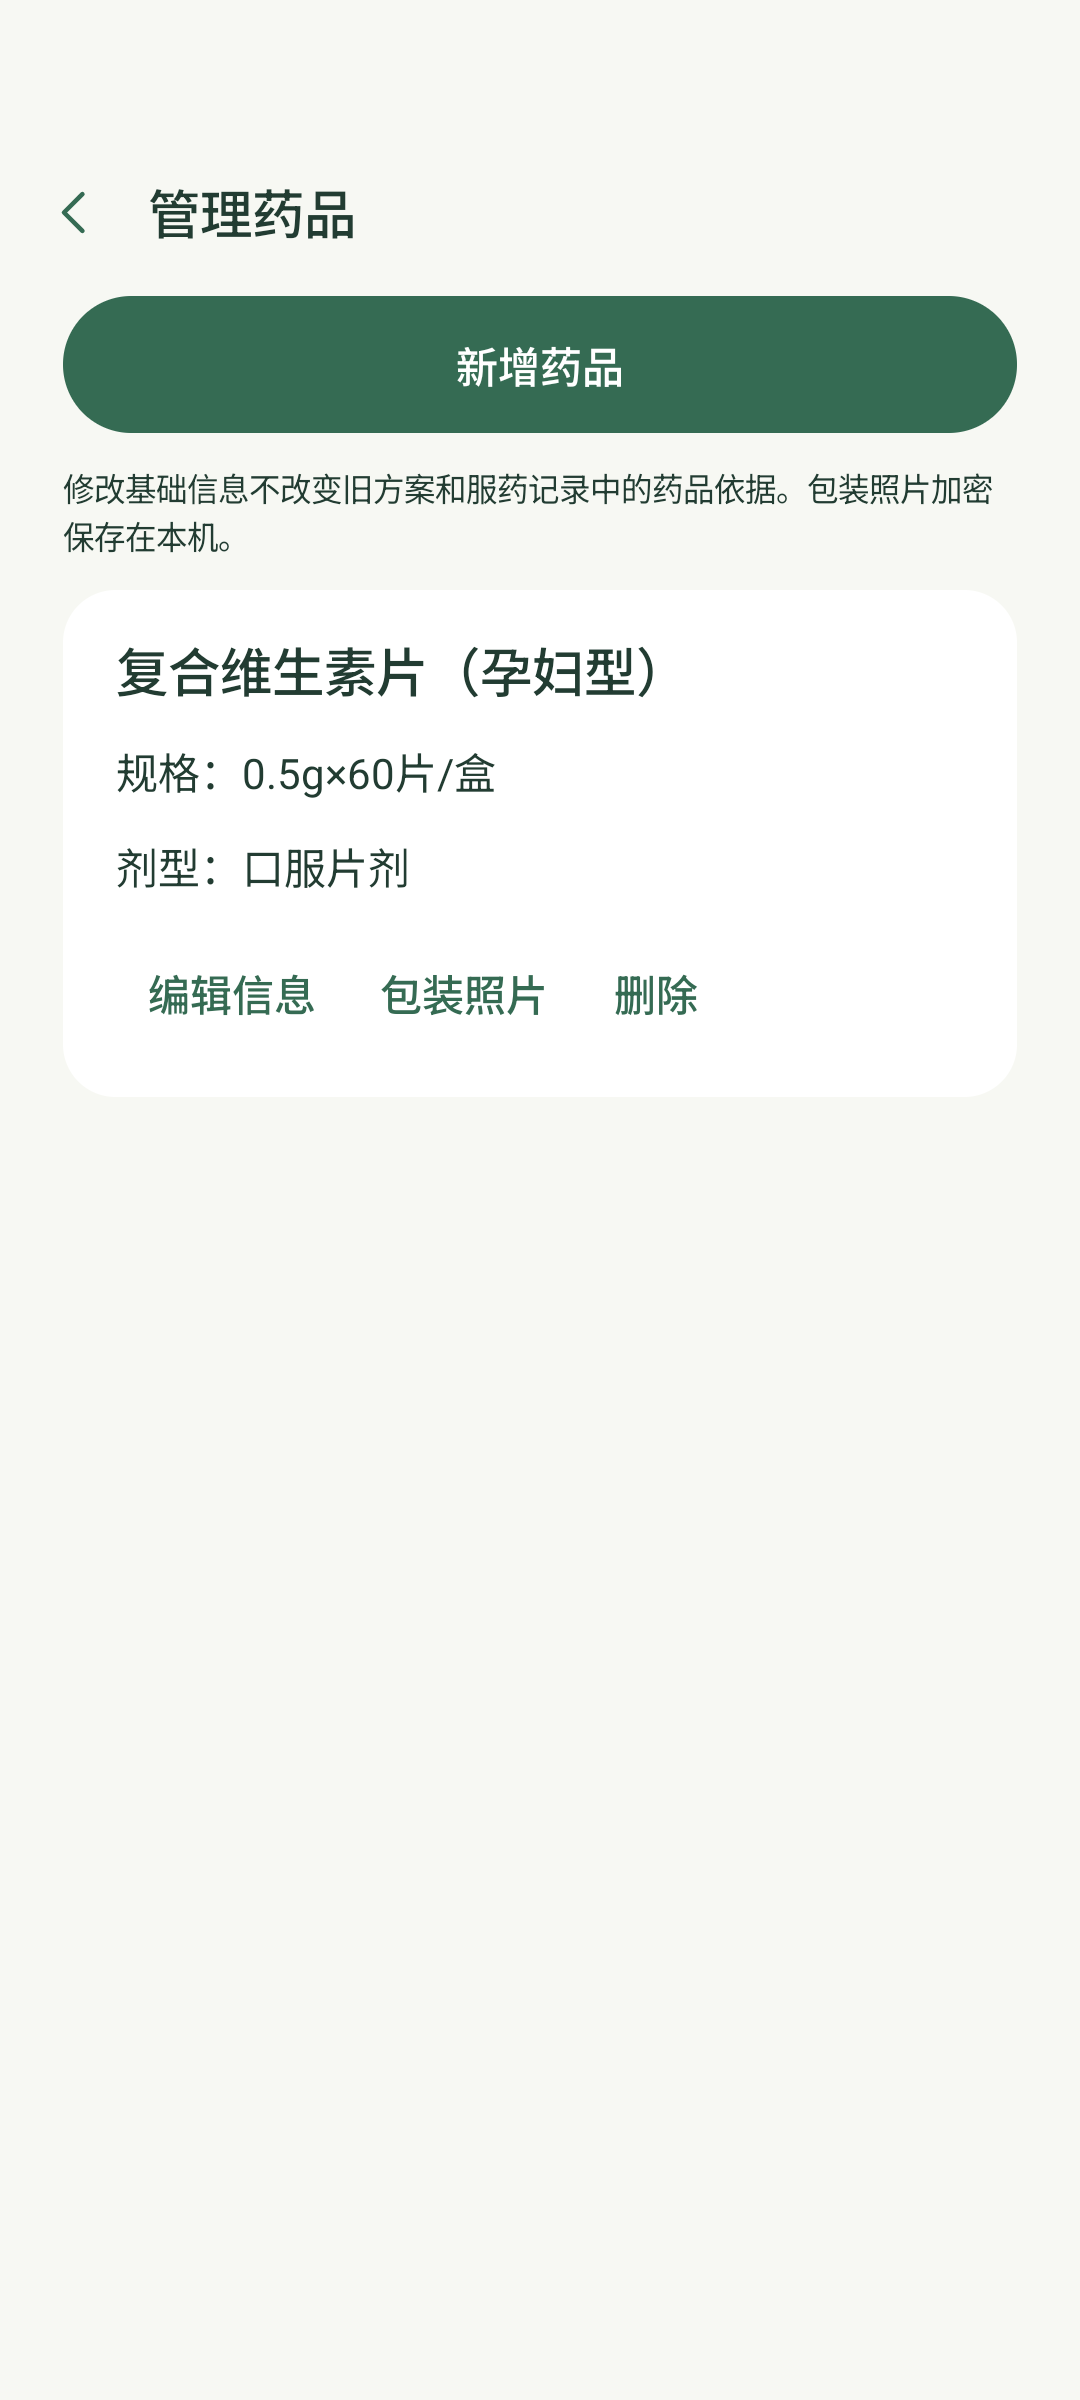 管理药品
新增药品
修改基础信息不改变旧方案和服药记录中的药品依据。包装照片加密
保存在本机。
复合维生素片（孕妇型）
规格：0.5g×60片/盒
剂型：口服片剂
编辑信息 包装照片 删除